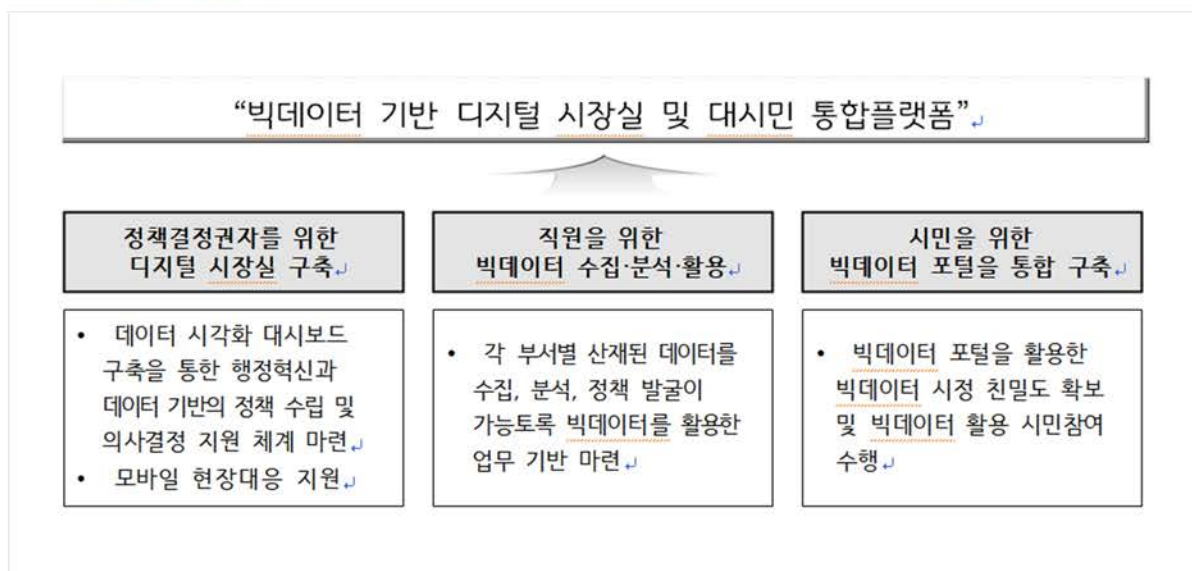 “빅데이터 기반 디지털 시장실 및 대시민 통합플랫폼”
정책결정권자를 위한
디지털 시장실 구축
• 데이터 시각화 대시보드
구축을 통한 행정혁신과
데이터 기반의 정책 수립 및
의사결정 지원 체계 마련
• 모바일 현장대응 지원
직원을 위한
빅데이터 수집·분석·활용
• 각 부서별 산재된 데이터를
수집, 분석, 정책 발굴이
가능토록 빅데이터를 활용한
업무 기반 마련
시민을 위한
빅데이터 포털을 통합 구축
• 빅데이터 포털을 활용한
빅데이터 시정 친밀도 확보
및 빅데이터 활용 시민참여
수행